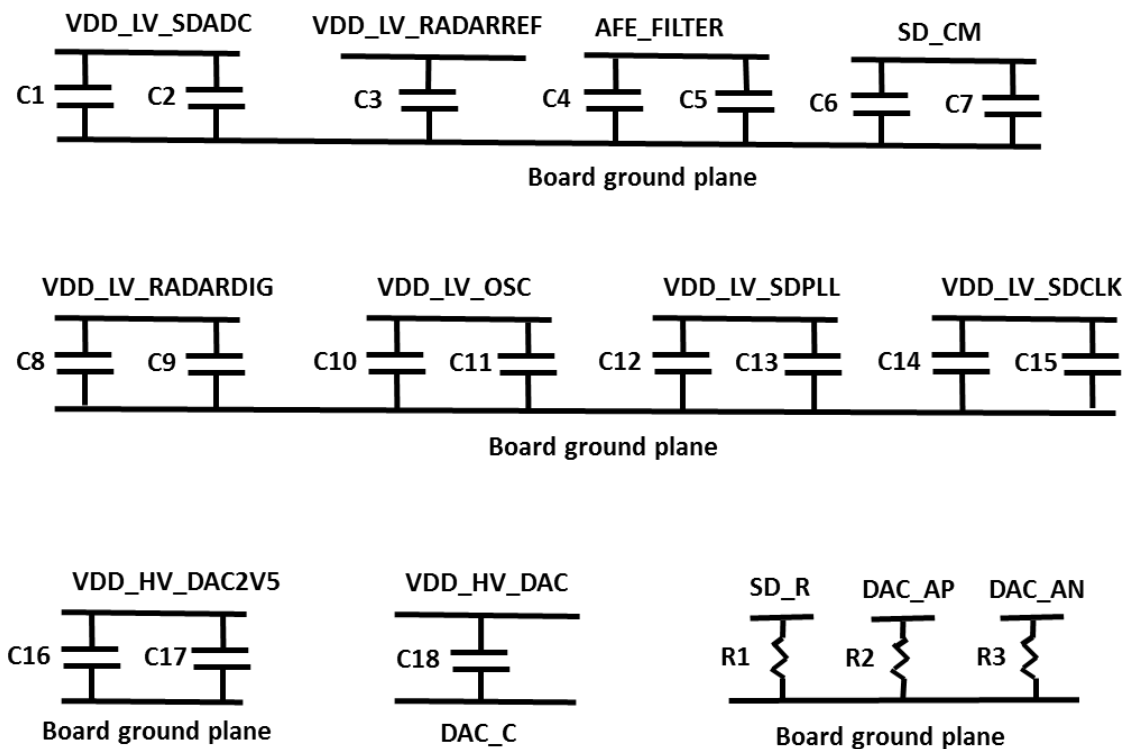 VDD_LV_SDADC VDD_LV_RADARREF AFE_FILTER SD_CM
C1 C2 C3 C4 C5 C6 C7
Board ground plane
VDD_LV_RADARDIG VDD_LV_OSC VDD_LV_SDPLL VDD_LV_SDCLK
C8 C9 C10 C11 C12 C13 C14 C15
Board ground plane
VDD_HV_DAC2V5 VDD_HV_DAC SD_R DAC_AP DAC_AN
C16 C17 C18 R1 R2 R3
Board ground plane DAC_C Board ground plane